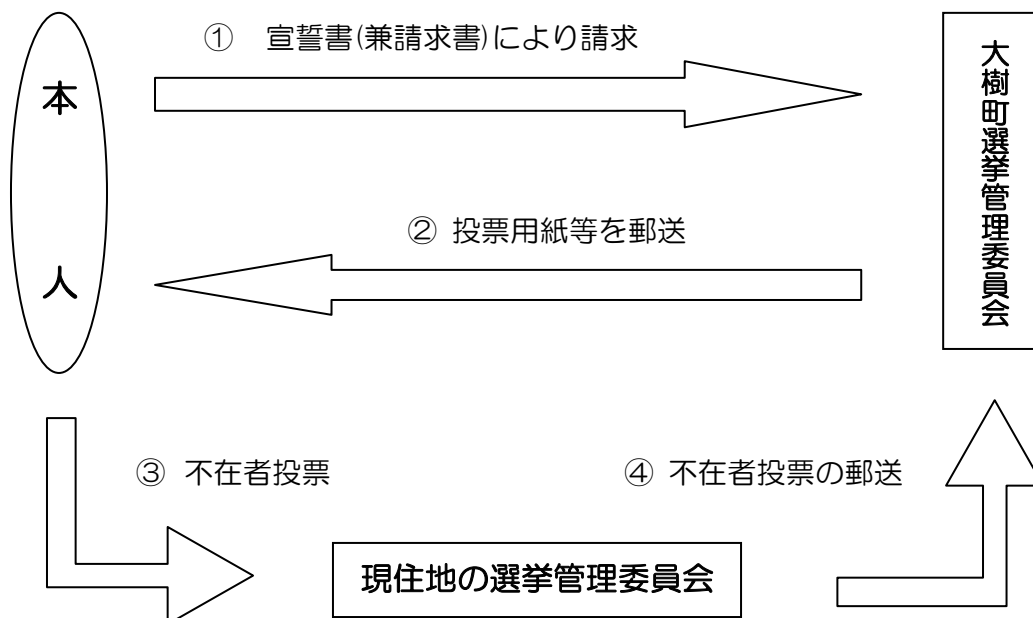 ① 宣誓書(兼請求書)により請求
本人
大樹町選挙管理委員会
② 投票用紙等を郵送
③ 不在者投票
④ 不在者投票の郵送
現住地の選挙管理委員会